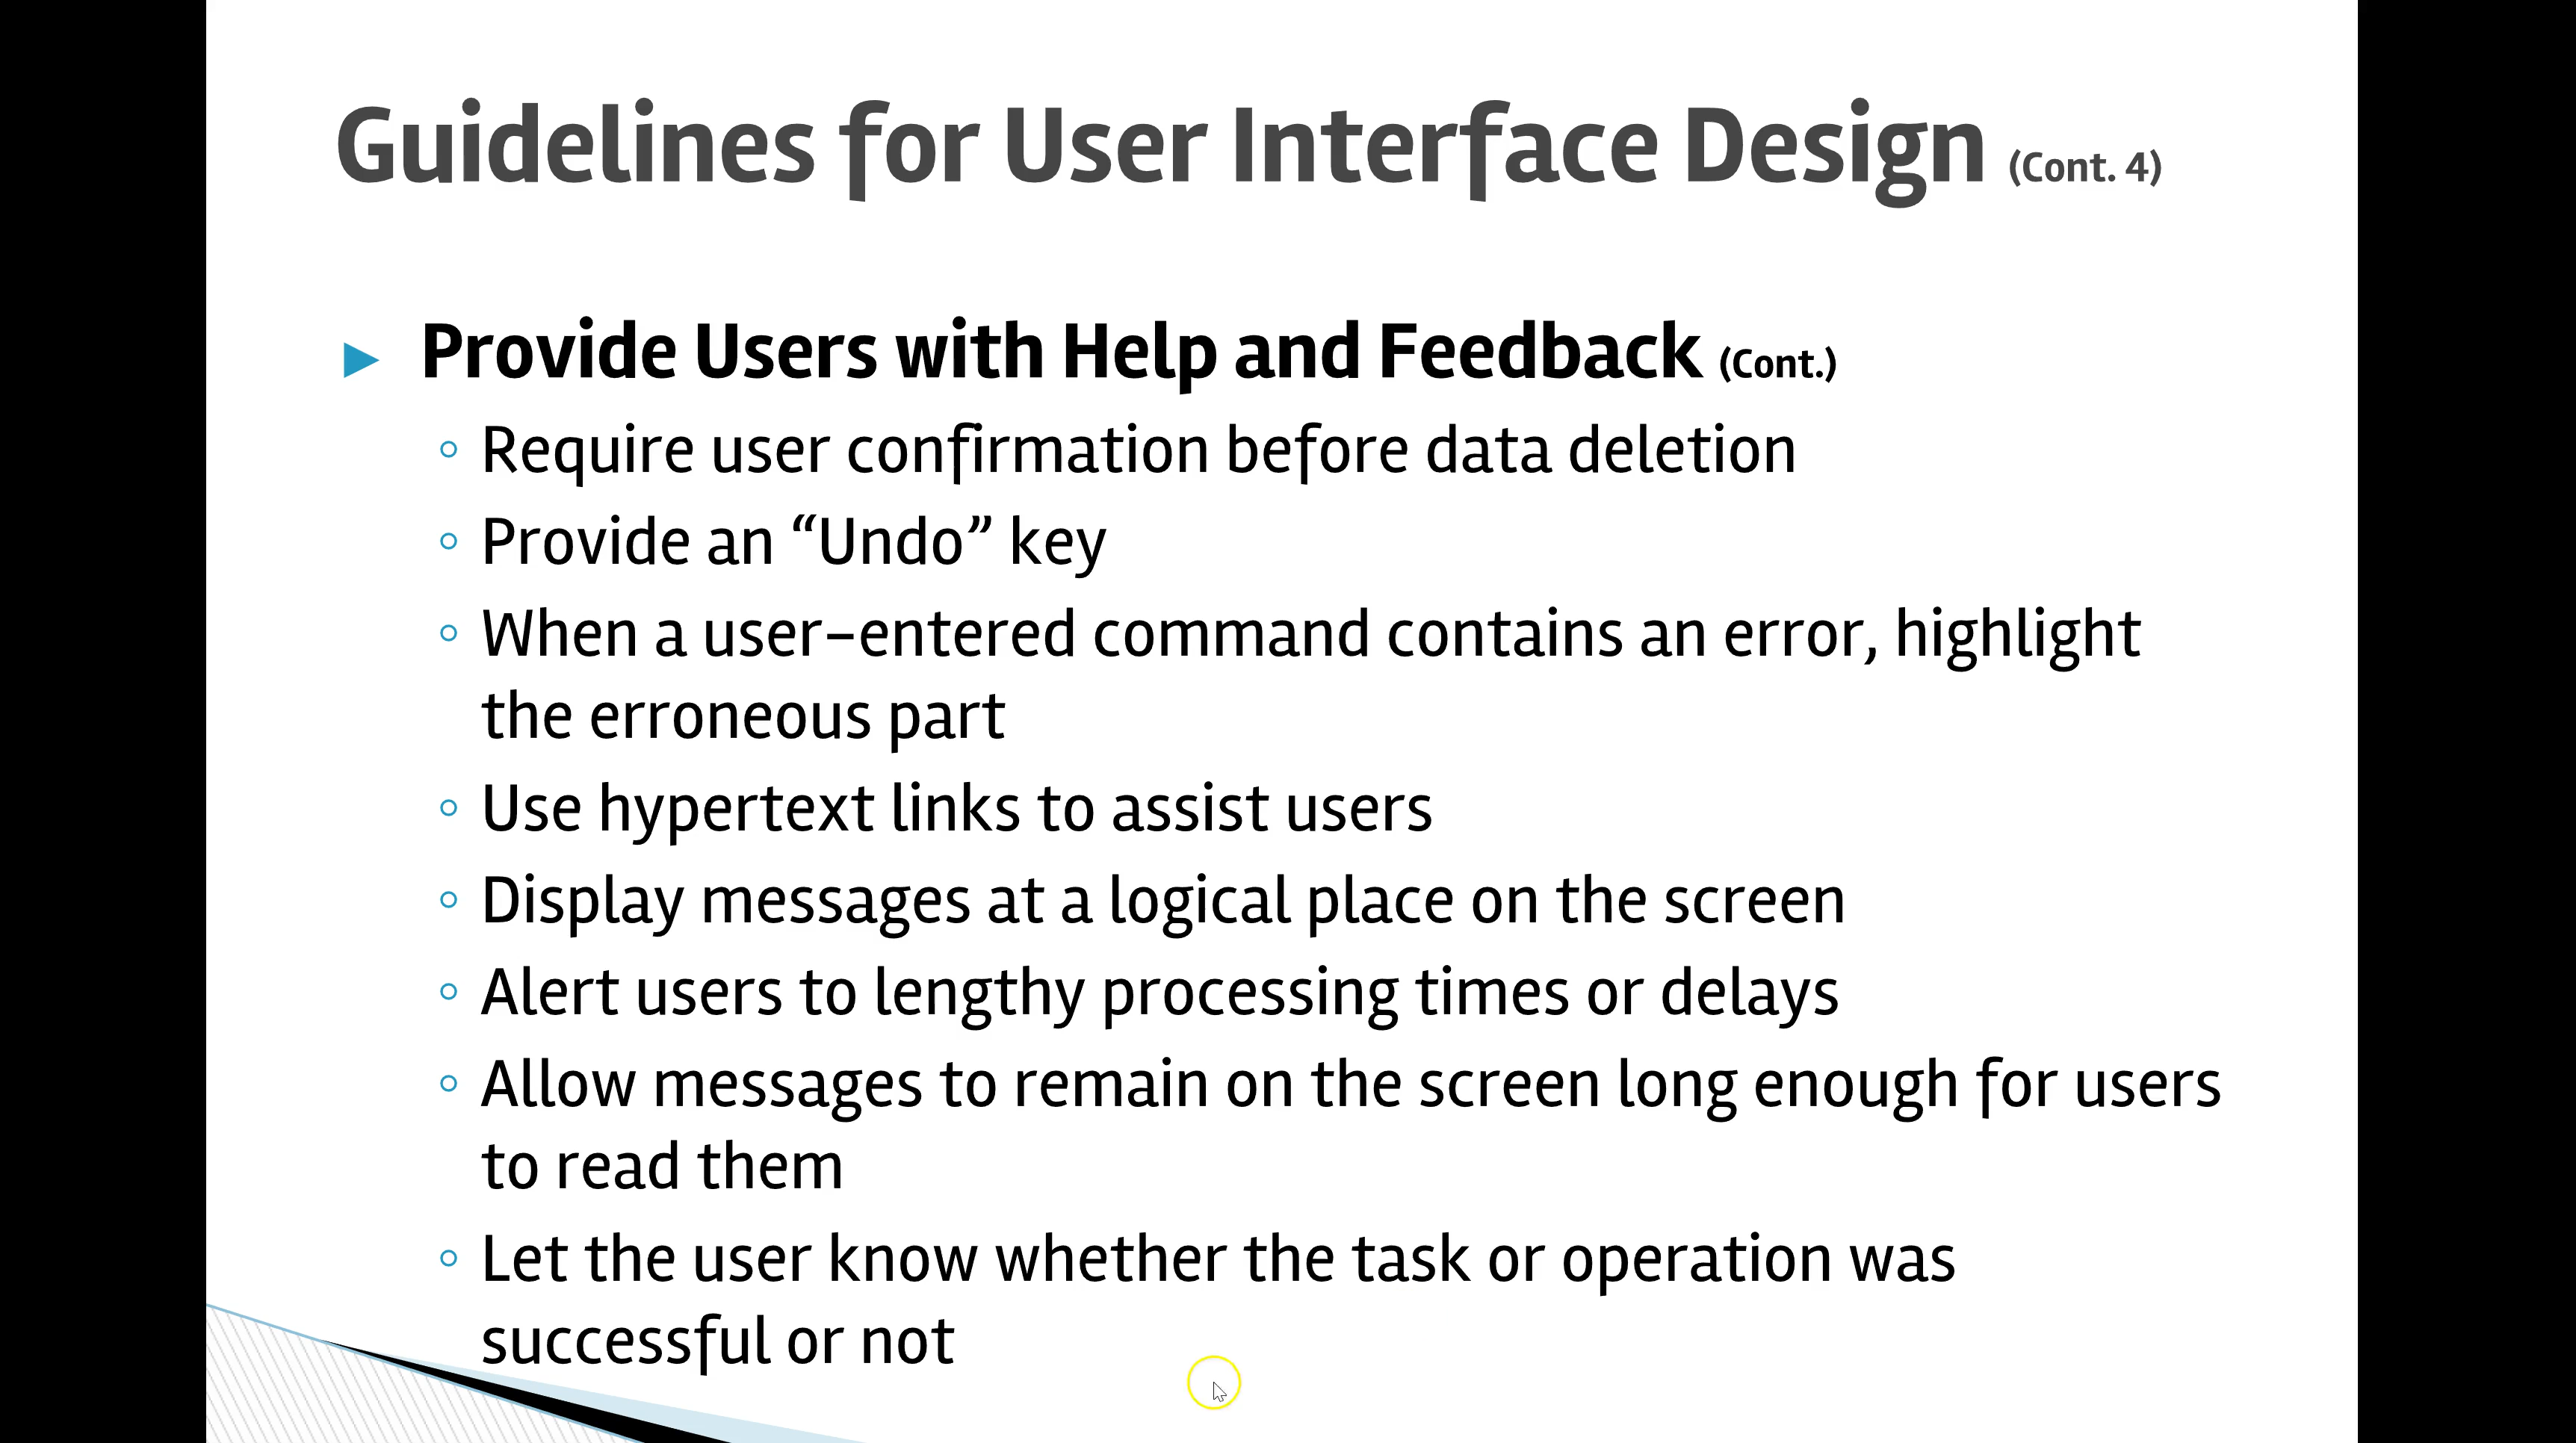 Guidelines for User Interface Design (Cont. 4)
Provide Users with Help and Feedback (Cont.)
Require user confirmation before data deletion
Provide an “Undo” key
When a user-entered command contains an error, highlight
the erroneous part
Use hypertext links to assist users
Display messages at a logical place on the screen
Alert users to lengthy processing times or delays
Allow messages to remain on the screen long enough for users
to read them
Let the user know whether the task or operation was
successful or not